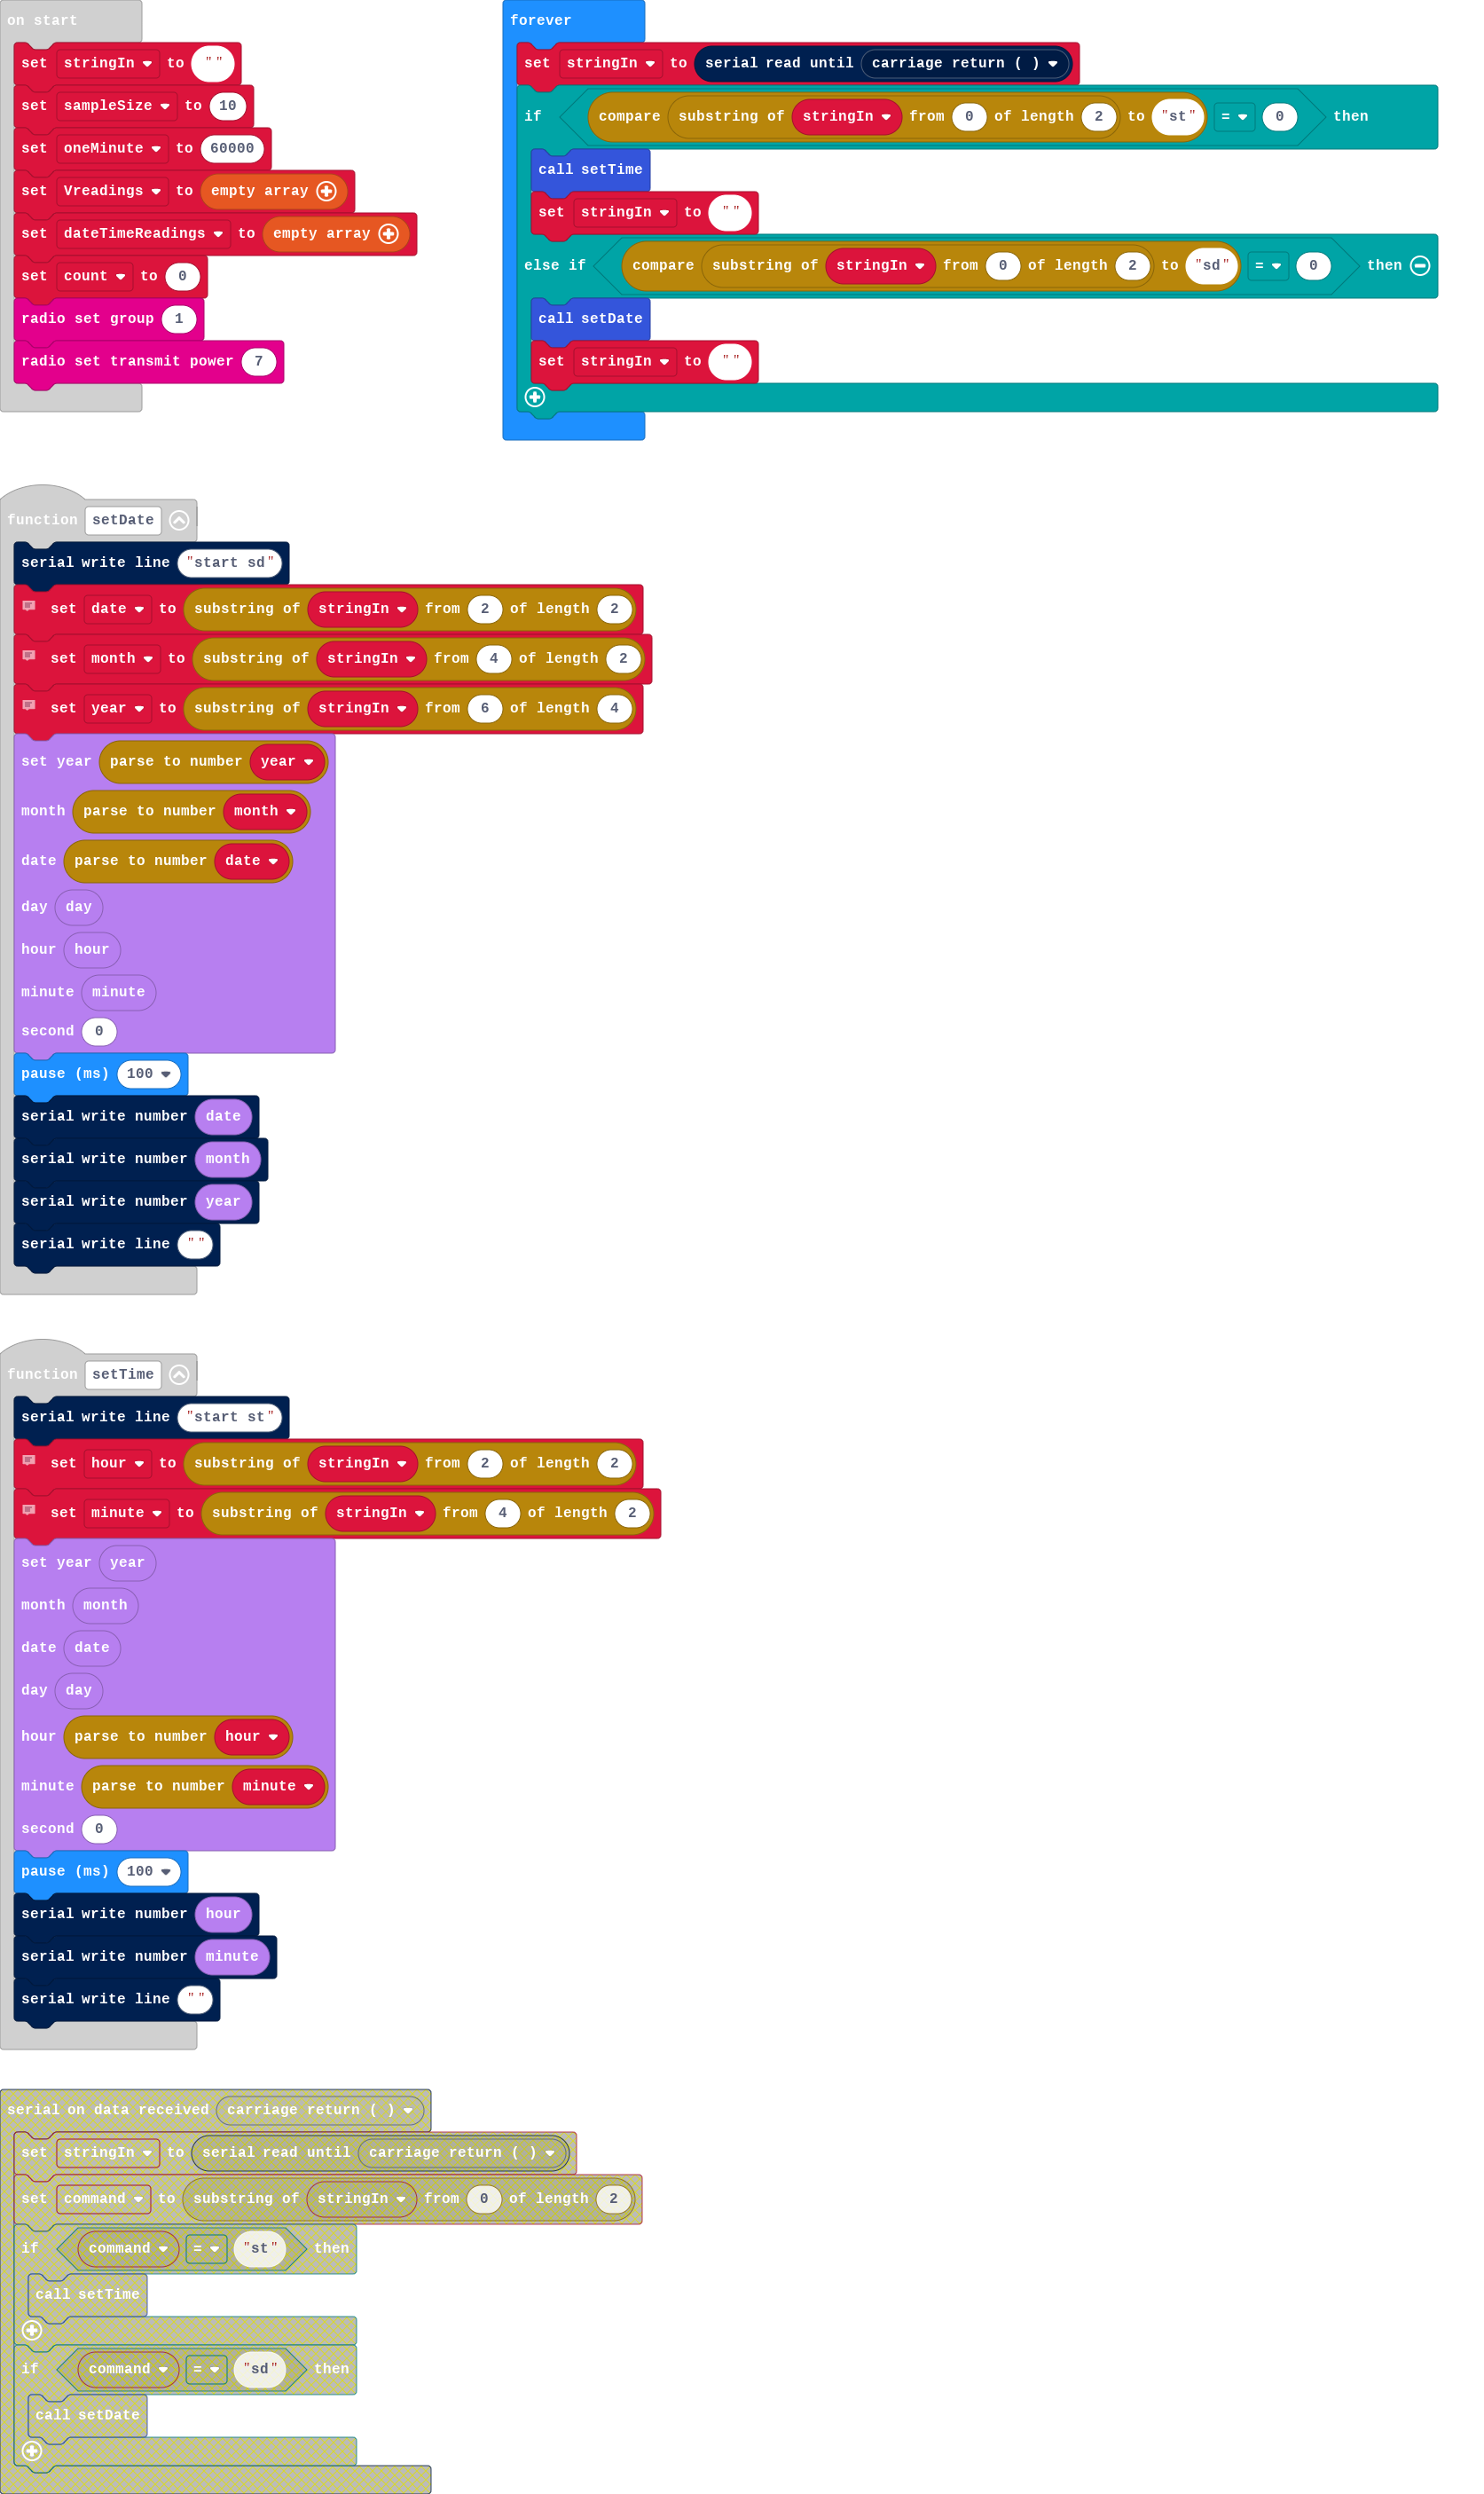 on start
set stringIn to " "
set sampleSize to 10
set oneMinute to 60000
set Vreadings to empty array
set dateTimeReadings to empty array
set count to 0
radio set group 1
radio set transmit power 7
forever
set stringIn to serial read until carriage return ( )
if compare substring of stringIn from 0 of length 2 to "st" = 0 then
call setTime
set stringIn to " "
else if compare substring of stringIn from 0 of length 2 to "sd" = 0 then
call setDate
set stringIn to " "
function setDate
serial write line "start sd"
set date to substring of stringIn from 2 of length 2
set month to substring of stringIn from 4 of length 2
set year to substring of stringIn from 6 of length 4
set year parse to number year
month parse to number month
date parse to number date
day day
hour hour
minute minute
second 0
pause (ms) 100
serial write number date
serial write number month
serial write number year
serial write line " "
function setTime
serial write line "start st"
set hour to substring of stringIn from 2 of length 2
set minute to substring of stringIn from 4 of length 2
set year year
month month
date date
day day
hour parse to number hour
minute parse to number minute
second 0
pause (ms) 100
serial write number hour
serial write number minute
serial write line " "
serial on data received carriage return ( )
set stringIn to serial read until carriage return ( )
set command to substring of stringIn from 0 of length 2
if command = "st" then
call setTime
if command = "sd" then
call setDate